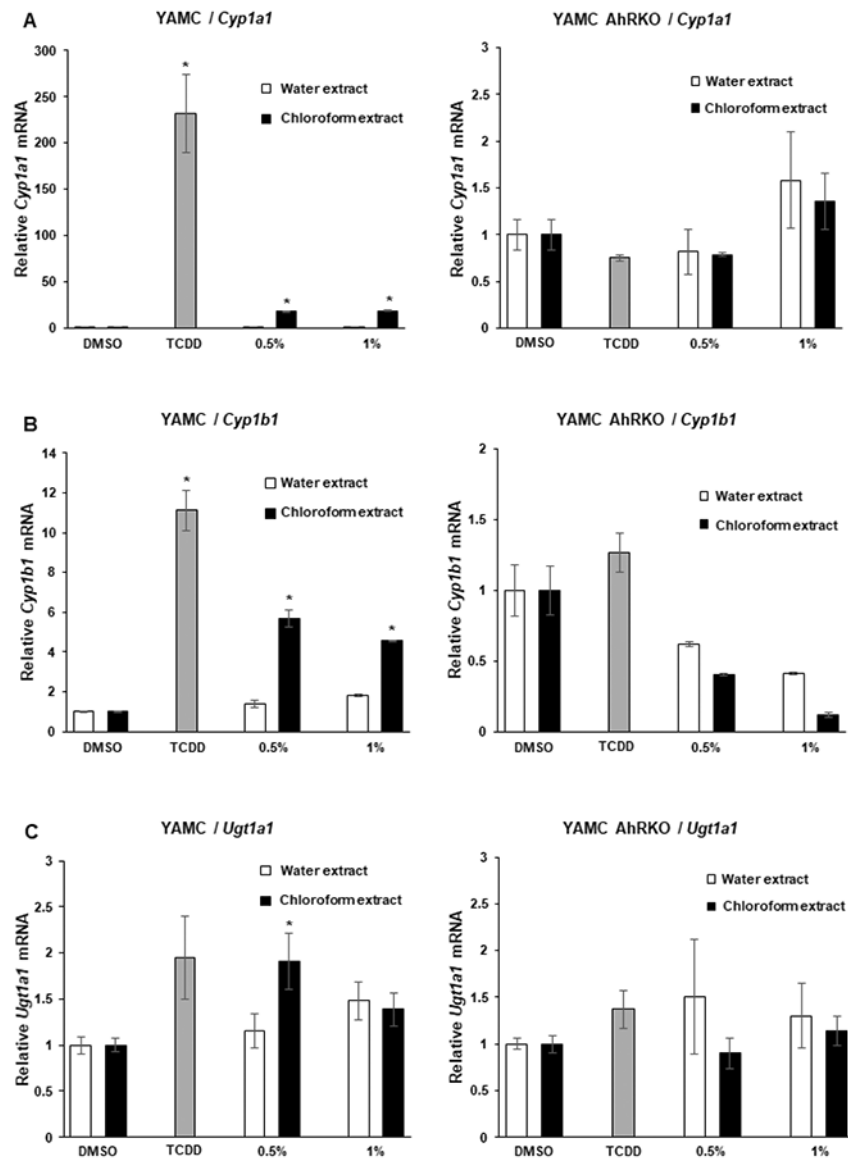 A
YAMC / Cyp1a1
Relative Cyp1a1 mRNA
300
250
200
150
100
50
0
*
*
*
Water extract
Chloroform extract
DMSO TCDD 0.5% 1%
YAMC AhRKO / Cyp1a1
Relative Cyp1a1 mRNA
3
2.5
2
1.5
1
0.5
0
Water extract
Chloroform extract
DMSO TCDD 0.5% 1%
B
YAMC / Cyp1b1
Relative Cyp1b1 mRNA
14
12
10
8
6
4
2
0
*
*
*
Water extract
Chloroform extract
DMSO TCDD 0.5% 1%
YAMC AhRKO / Cyp1b1
Relative Cyp1b1 mRNA
2
1.5
1
0.5
0
Water extract
Chloroform extract
DMSO TCDD 0.5% 1%
C
YAMC / Ugt1a1
Relative Ugt1a1 mRNA
3
2.5
2
1.5
1
0.5
0
*
Water extract
Chloroform extract
DMSO TCDD 0.5% 1%
YAMC AhRKO / Ugt1a1
Relative Ugt1a1 mRNA
3
2.5
2
1.5
1
0.5
0
Water extract
Chloroform extract
DMSO TCDD 0.5% 1%